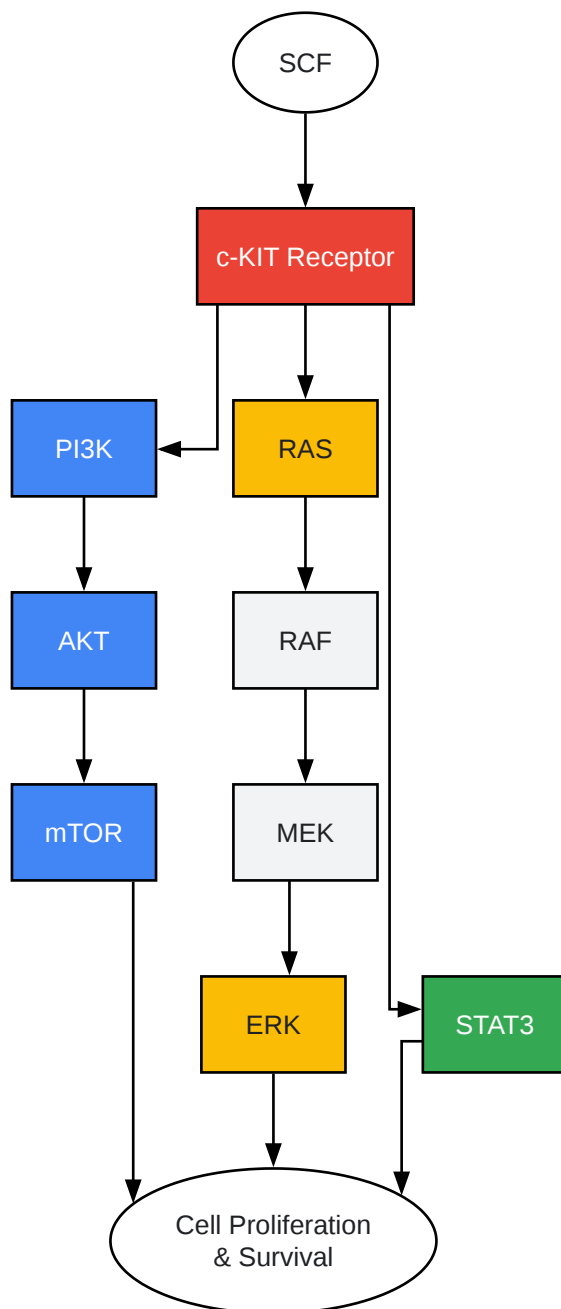 SCF
c-KIT Receptor
PI3K
RAS
AKT
RAF
mTOR
MEK
ERK
STAT3
Cell Proliferation
& Survival